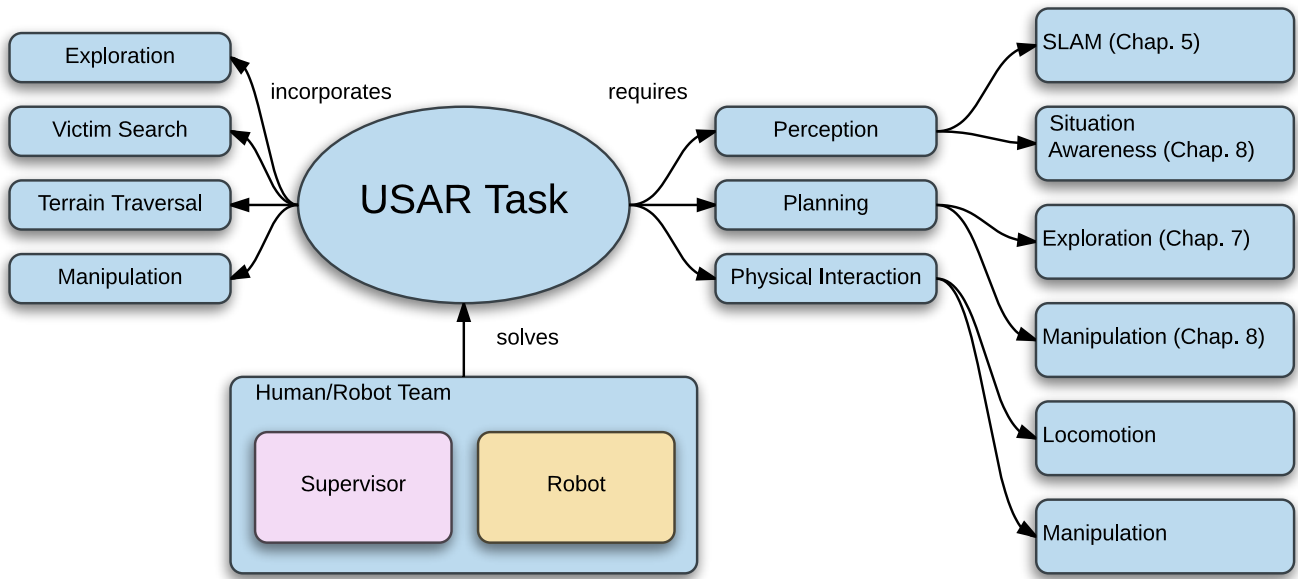 Exploration
Victim Search
Terrain Traversal
Manipulation
incorporates
USAR Task
requires
solves
Perception
Planning
Physical Interaction
SLAM (Chap. 5)
Situation
Awareness (Chap. 8)
Exploration (Chap. 7)
Manipulation (Chap. 8)
Locomotion
Manipulation
Human/Robot Team
Supervisor
Robot